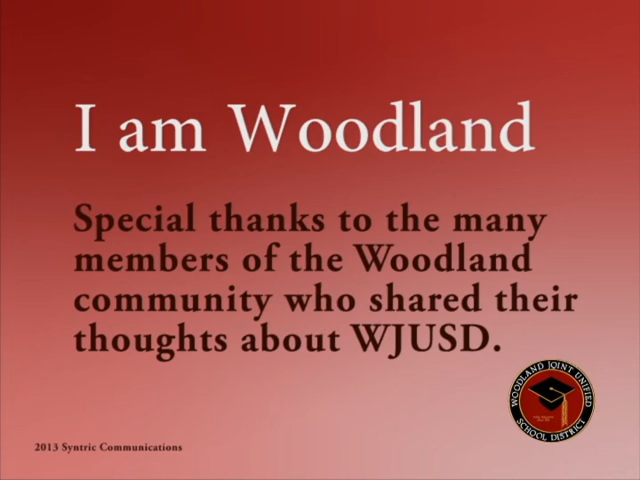 I am Woodland
Special thanks to the many
members of the Woodland
community who shared their
thoughts about WJUSD.
WOODLAND JOINT UNIFIED
SCHOOL DISTRICT
2013 Syntric Communications